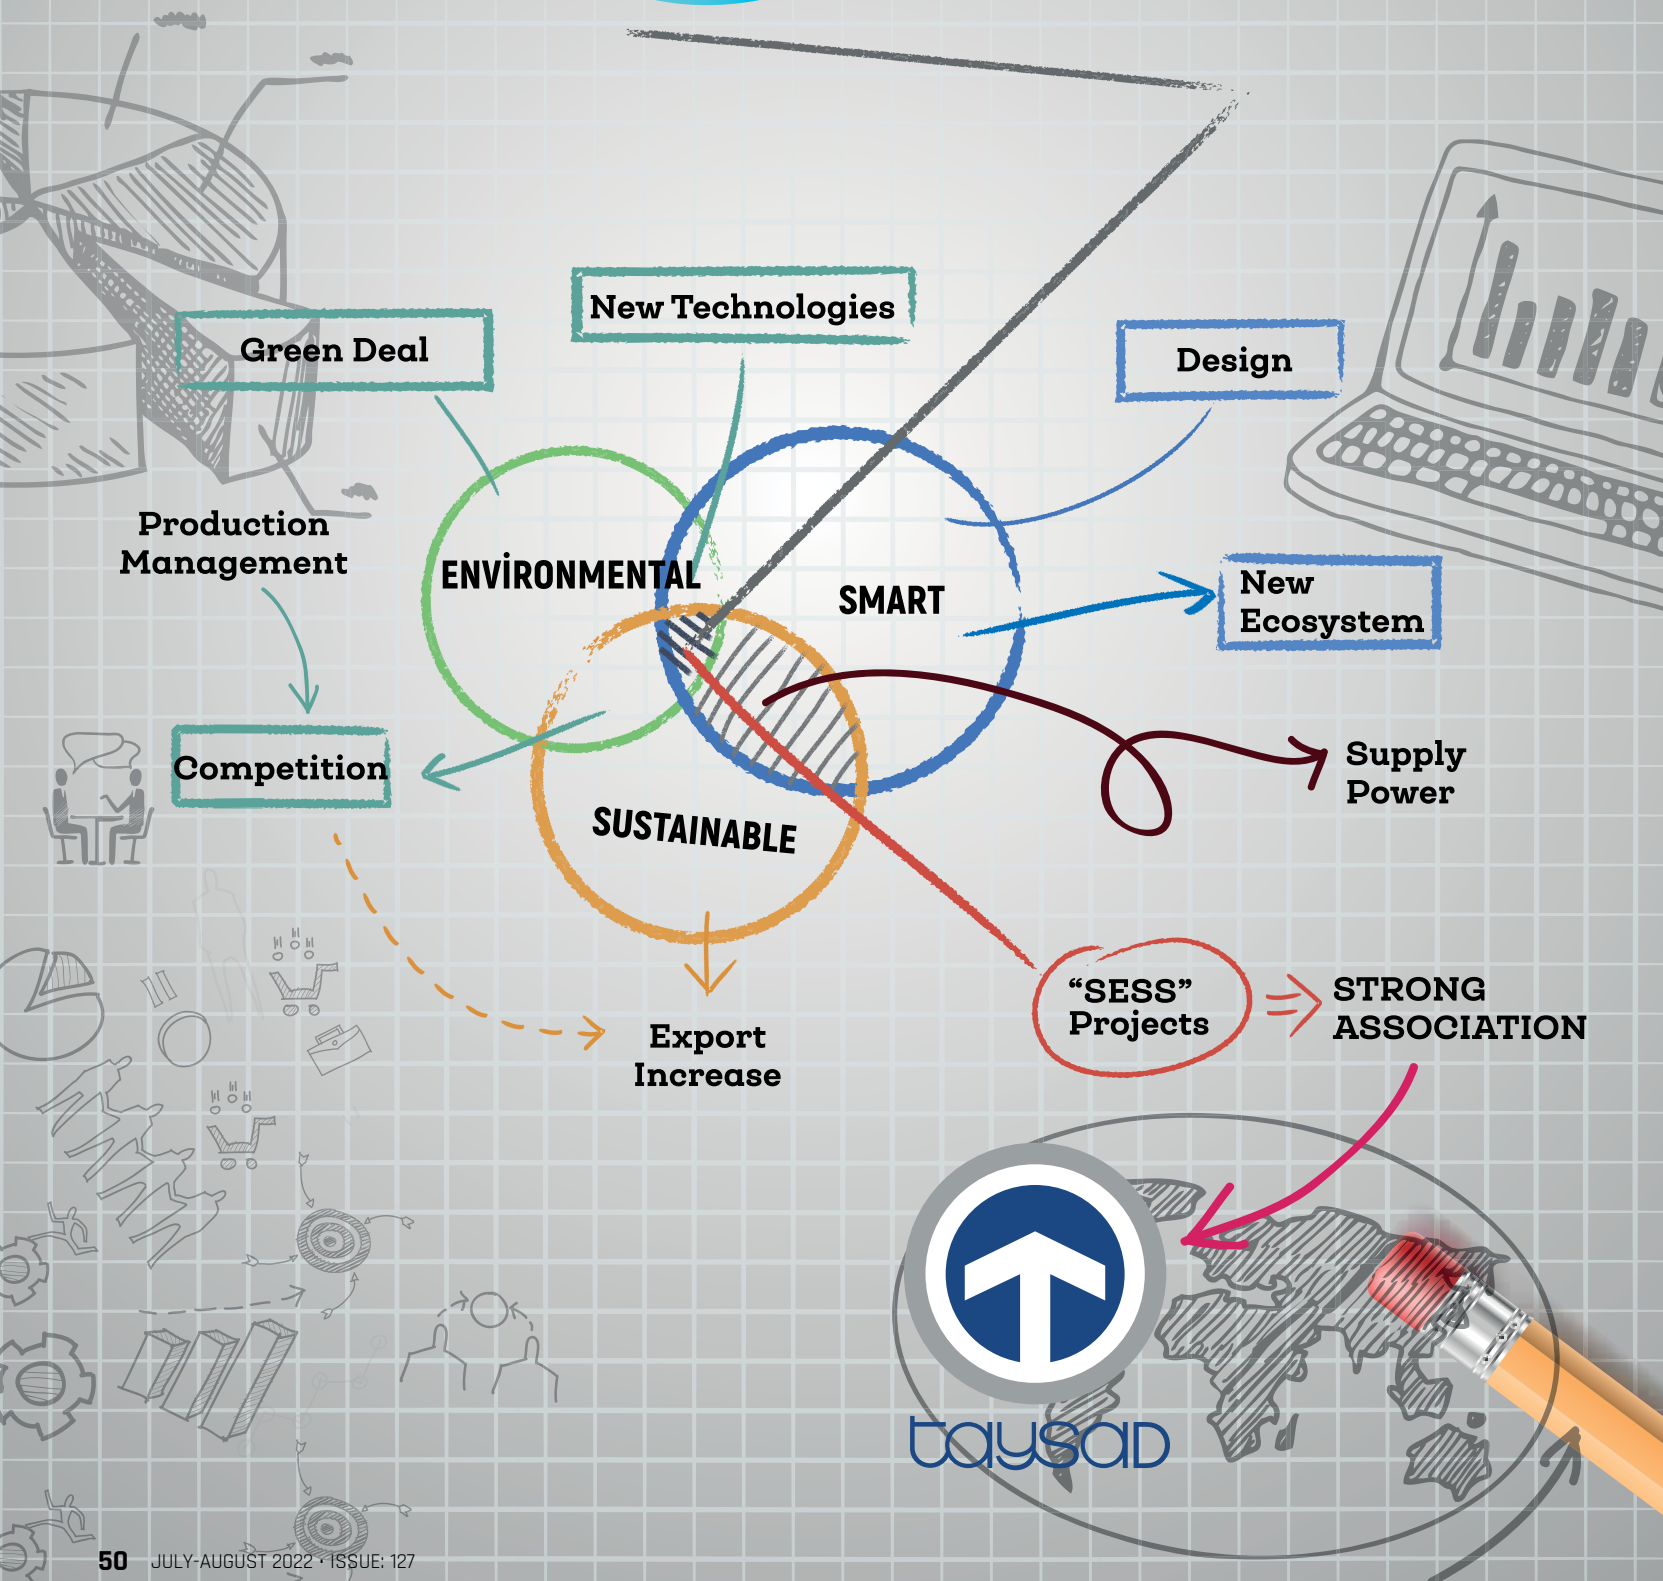 New Technologies
Green Deal
Design
Production
Management
ENVİRONMENTAL
SMART
New
Ecosystem
Competition
Supply
Power
SUSTAINABLE
“SESS”
Projects
STRONG
ASSOCIATION
Export
Increase
taysad
50 JULY-AUGUST 2022 • ISSUE: 127